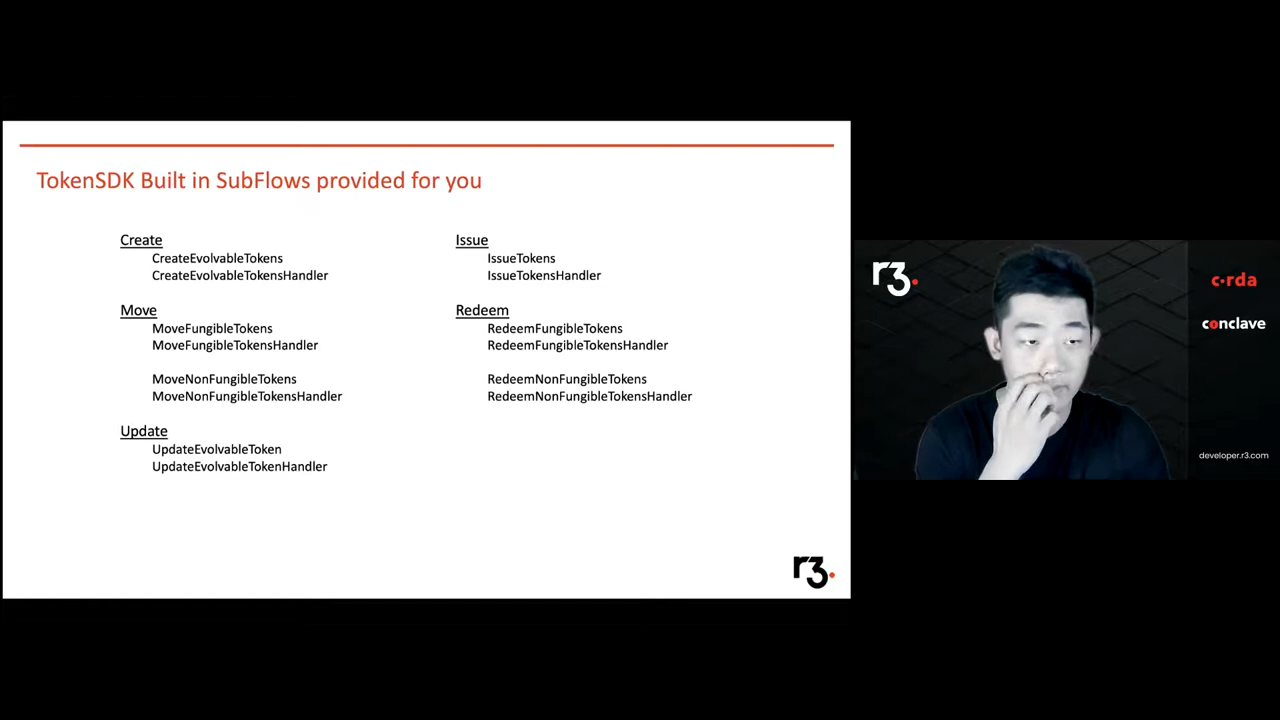 TokenSDK Built in SubFlows provided for you
Create
CreateEvolvableTokens
CreateEvolvableTokensHandler
Move
MoveFungibleTokens
MoveFungibleTokensHandler
MoveNonFungibleTokens
MoveNonFungibleTokensHandler
Update
UpdateEvolvableToken
UpdateEvolvableTokenHandler
Issue
IssueTokens
IssueTokensHandler
Redeem
RedeemFungibleTokens
RedeemFungibleTokensHandler
RedeemNonFungibleTokens
RedeemNonFungibleTokensHandler
r3.
r3.
c·rda
conclave
developer.r3.com